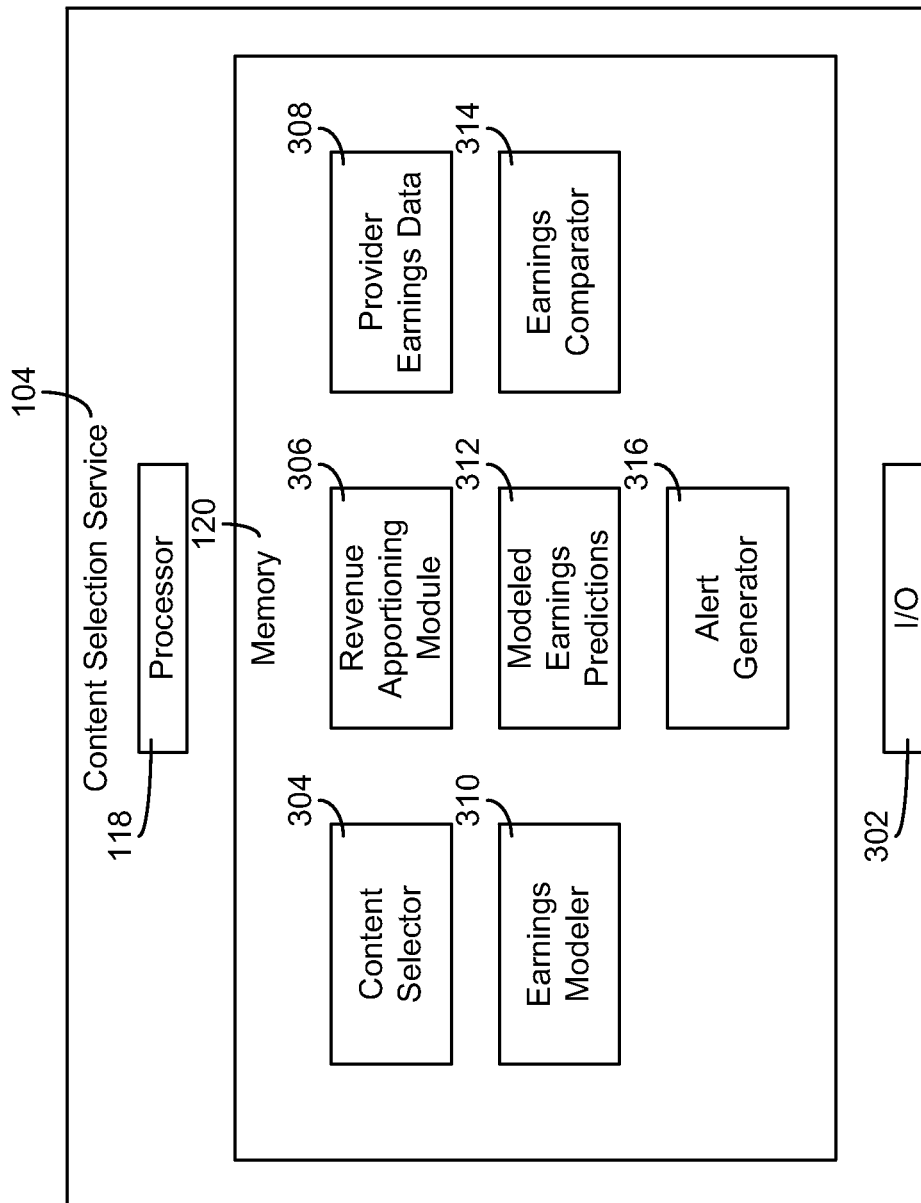 Content Selection Service
104
Processor
118
Memory
120
304
Content
Selector
306
Revenue
Apportioning
Module
308
Provider
Earnings Data
310
Earnings
Modeler
312
Modeled
Earnings
Predictions
314
Earnings
Comparator
316
Alert
Generator
I/O
302